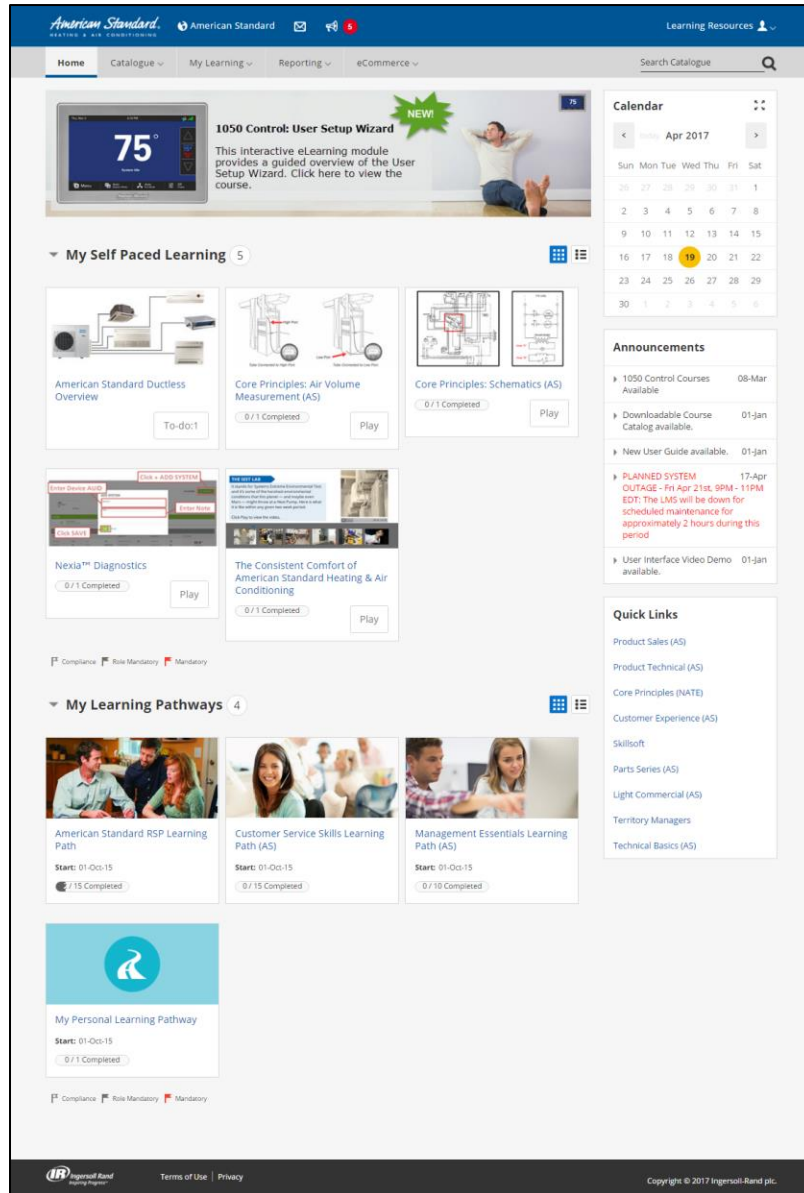 American Standard.
HEATING & AIR CONDITIONING
American Standard
5
Learning Resources
Home
Catalogue
My Learning
Reporting
eCommerce
Search Catalogue
75°
Menu
NEW!
75
1050 Control: User Setup Wizard
This interactive eLearning module
provides a guided overview of the User
Setup Wizard. Click here to view the
course.
My Self Paced Learning 5
American Standard Ductless
Overview
To-do:1
Core Principles: Air Volume
Measurement (AS)
0 / 1 Completed
Play
Core Principles: Schematics (AS)
0 / 1 Completed
Play
Click + ADD SYSTEM
Enter Device AUID
Enter Note
Click SAVE
Nexia™ Diagnostics
0 / 1 Completed
Play
THE SEET LAB
Click Play to view the video.
The Consistent Comfort of
American Standard Heating & Air
Conditioning
0 / 1 Completed
Play
Compliance Role Mandatory Mandatory
My Learning Pathways 4
American Standard RSP Learning
Path
Start: 01-Oct-15
/ 15 Completed
Customer Service Skills Learning
Path (AS)
Start: 01-Oct-15
0 / 15 Completed
Management Essentials Learning
Path (AS)
Start: 01-Oct-15
0 / 10 Completed
My Personal Learning Pathway
Start: 01-Oct-15
0 / 1 Completed
Compliance Role Mandatory Mandatory
Calendar
Today Apr 2017
Sun Mon Tue Wed Thu Fri Sat
26 27 28 29 30 31 1
2 3 4 5 6 7 8
9 10 11 12 13 14 15
16 17 18 19 20 21 22
23 24 25 26 27 28 29
30 1 2 3 4 5 6
Announcements
1050 Control Courses 08-Mar
Available
Downloadable Course 01-Jan
Catalog available.
New User Guide available. 01-Jan
PLANNED SYSTEM 17-Apr
OUTAGE - Fri Apr 21st, 9PM - 11PM
EDT: The LMS will be down for
scheduled maintenance for
approximately 2 hours during this
period
User Interface Video Demo 01-Jan
available.
Quick Links
Product Sales (AS)
Product Technical (AS)
Core Principles (NATE)
Customer Experience (AS)
Skillsoft
Parts Series (AS)
Light Commercial (AS)
Territory Managers
Technical Basics (AS)
IR Ingersoll Rand
Inspiring Progress™
Terms of Use | Privacy
Copyright © 2017 Ingersoll-Rand plc.